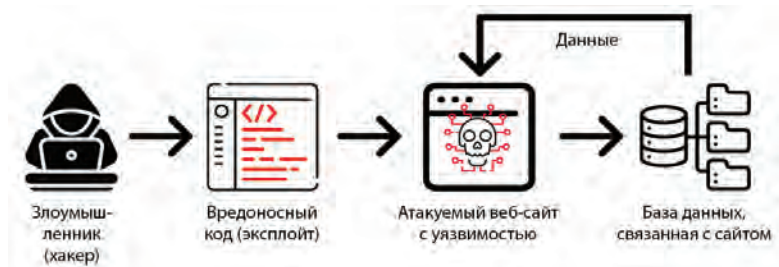 Данные
</>
Злоумыш-
ленник
(хакер)
Вредоносный
код (эксплойт)
Атакуемый веб-сайт
с уязвимостью
База данных,
связанная с сайтом